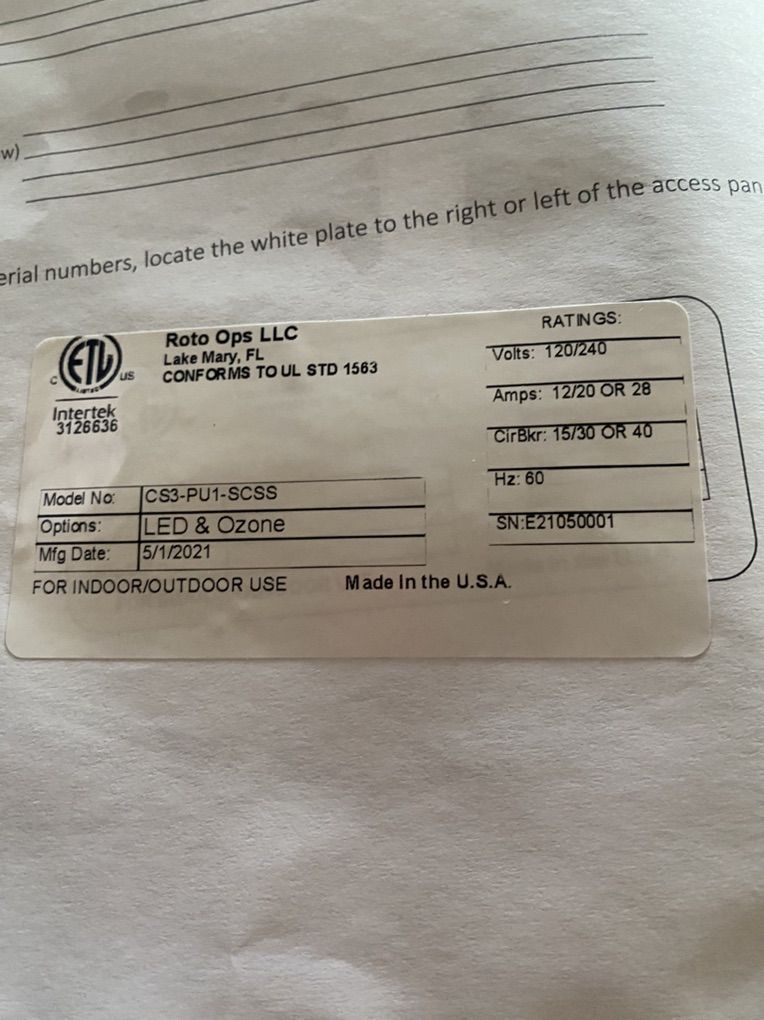 w)
erial numbers, locate the white plate to the right or left of the access pan
ETL
C US
LISTED
Intertek
3126636
Roto Ops LLC
Lake Mary, FL
CONFORMS TO UL STD 1563
RATINGS:
Volts: 120/240
Amps: 12/20 OR 28
CirBkr: 15/30 OR 40
Hz: 60
SN:E21050001
Model No: CS3-PU1-SCSS
Options: LED & Ozone
Mfg Date: 5/1/2021
FOR INDOOR/OUTDOOR USE Made In the U.S.A.